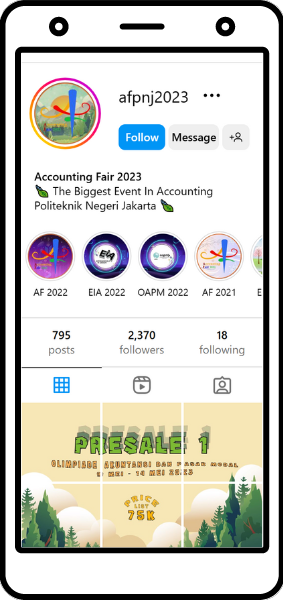 afpnj2023 •••
Follow Message
Accounting Fair 2023
The Biggest Event In Accounting
Politeknik Negeri Jakarta
EIA
AF 2022 EIA 2022 OAPM 2022 AF 2021 E
795 2,370 18
posts followers following
PRESALE 1
OLIMPIADE AKUNTANSI DAN PASAR MODAL
MEI - 14 MEI 2023
PRICE
LIST
75K